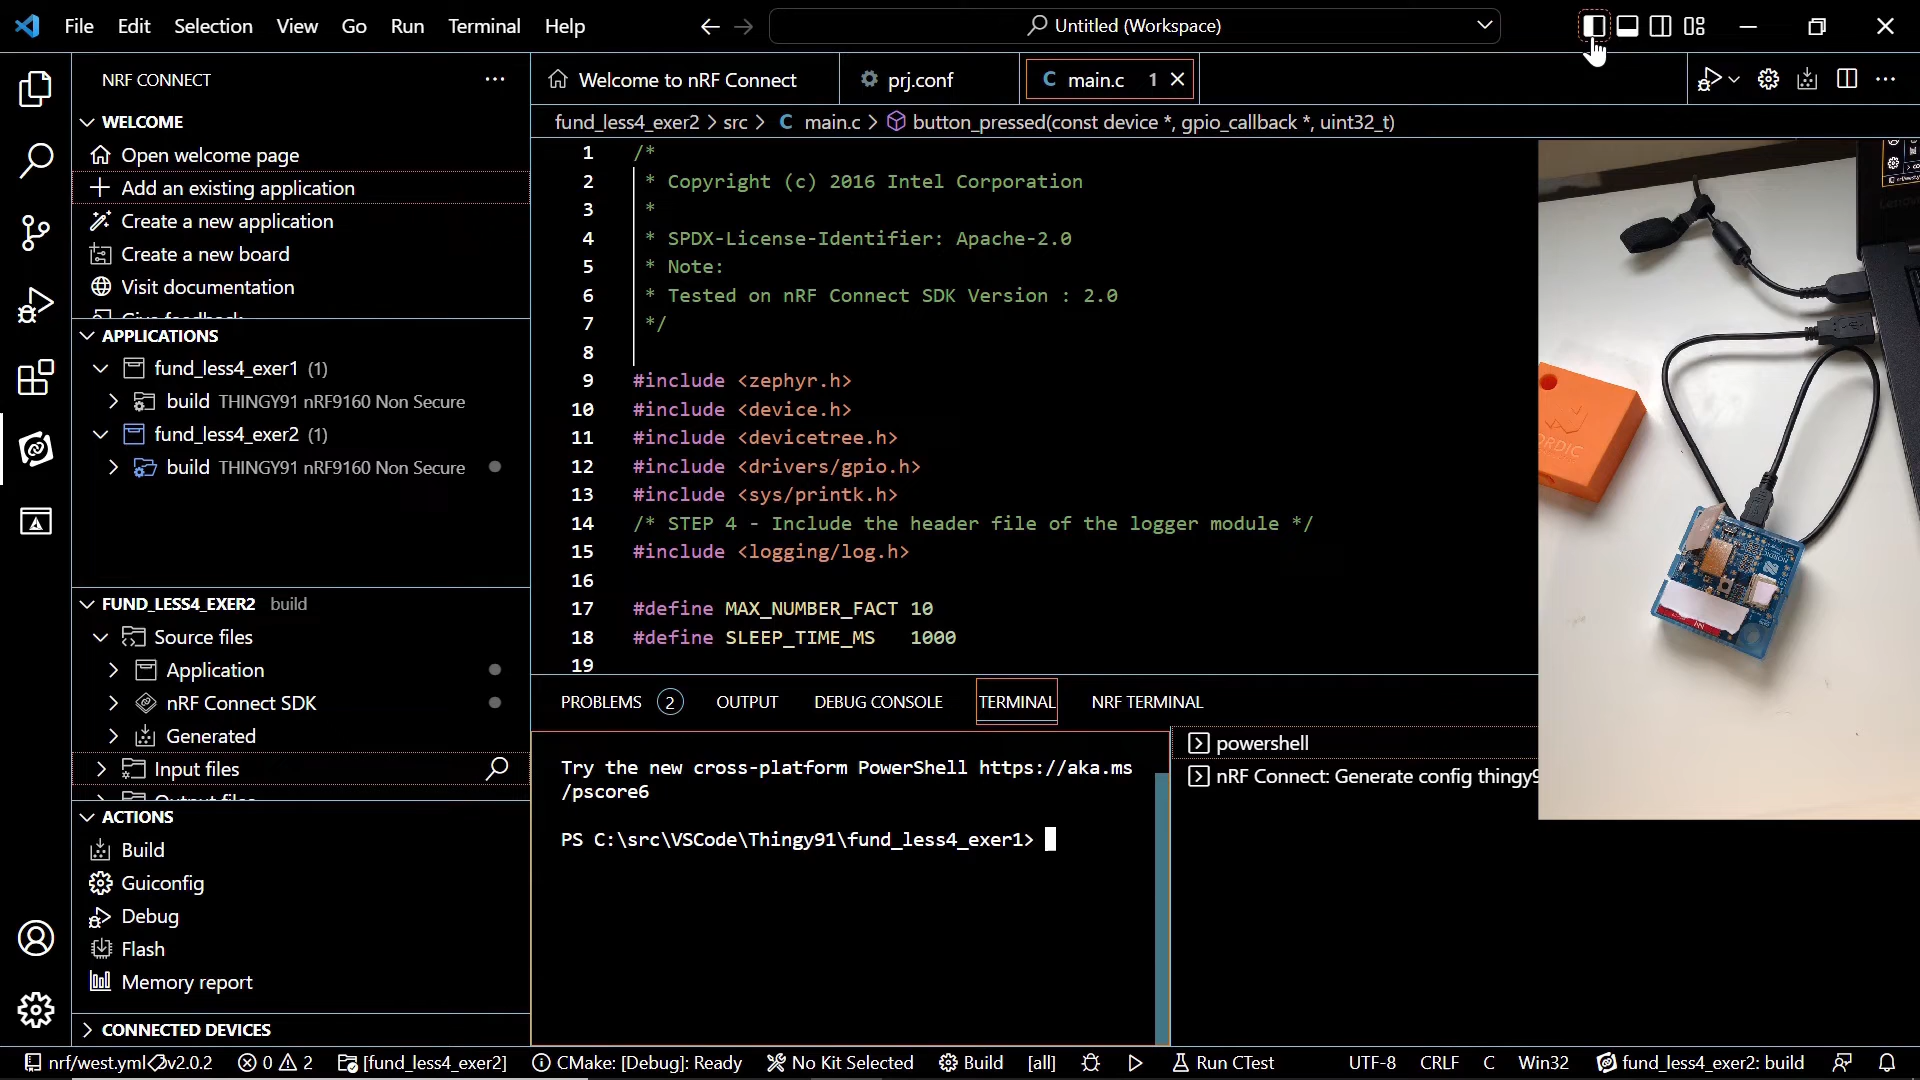 File Edit Selection View Go Run Terminal Help
Untitled (Workspace)
NRF CONNECT
WELCOME
Open welcome page
Add an existing application
Create a new application
Create a new board
Visit documentation
APPLICATIONS
fund_less4_exer1 (1)
build THINGY91 nRF9160 Non Secure
fund_less4_exer2 (1)
build THINGY91 nRF9160 Non Secure
FUND_LESS4_EXER2 build
Source files
Application
nRF Connect SDK
Generated
Input files
ACTIONS
Build
Guiconfig
Debug
Flash
Memory report
CONNECTED DEVICES
Welcome to nRF Connect
prj.conf
C main.c 1
fund_less4_exer2 > src > C main.c > button_pressed(const device *, gpio_callback *, uint32_t)
1 /*
2 * Copyright (c) 2016 Intel Corporation
3 *
4 * SPDX-License-Identifier: Apache-2.0
5 * Note:
6 * Tested on nRF Connect SDK Version : 2.0
7 */
8
9 #include <zephyr.h>
10 #include <device.h>
11 #include <devicetree.h>
12 #include <drivers/gpio.h>
13 #include <sys/printk.h>
14 /* STEP 4 - Include the header file of the logger module */
15 #include <logging/log.h>
16
17 #define MAX_NUMBER_FACT 10
18 #define SLEEP_TIME_MS 1000
19
PROBLEMS 2 OUTPUT DEBUG CONSOLE TERMINAL NRF TERMINAL
Try the new cross-platform PowerShell https://aka.ms
/pscore6
PS C:\src\VSCode\Thingy91\fund_less4_exer1>
powershell
nRF Connect: Generate config thingy9
nrf/west.yml v2.0.2 0 2 [fund_less4_exer2] CMake: [Debug]: Ready No Kit Selected Build [all] Run CTest UTF-8 CRLF C Win32 fund_less4_exer2: build